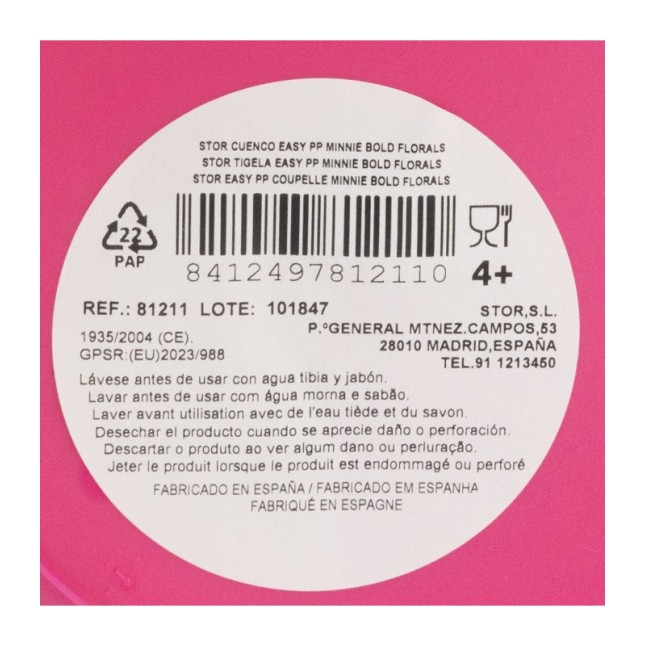 STOR CUENCO EASY PP MINNIE BOLD FLORALS
STOR TIGELA EASY PP MINNIE BOLD FLORALS
STOR EASY PP COUPELLE MINNIE BOLD FLORALS
22
PAP
8412497812110
4+
REF.: 81211 LOTE: 101847
1935/2004 (CE).
GPSR:(EU)2023/988
STOR,S.L.
P.ºGENERAL MTNEZ.CAMPOS,53
28010 MADRID,ESPAÑA
TEL.91 1213450
Lávese antes de usar con agua tibia y jabón.
Lavar antes de usar com água morna e sabão.
Laver avant utilisation avec de l'eau tiède et du savon.
Desechar el producto cuando se aprecie daño o perforación.
Descartar o produto ao ver algum dano ou perluração.
Jeter le produit lorsque le produit est endommagé ou perforé
FABRICADO EN ESPAÑA / FABRICADO EM ESPANHA
FABRIQUÉ EN ESPAGNE